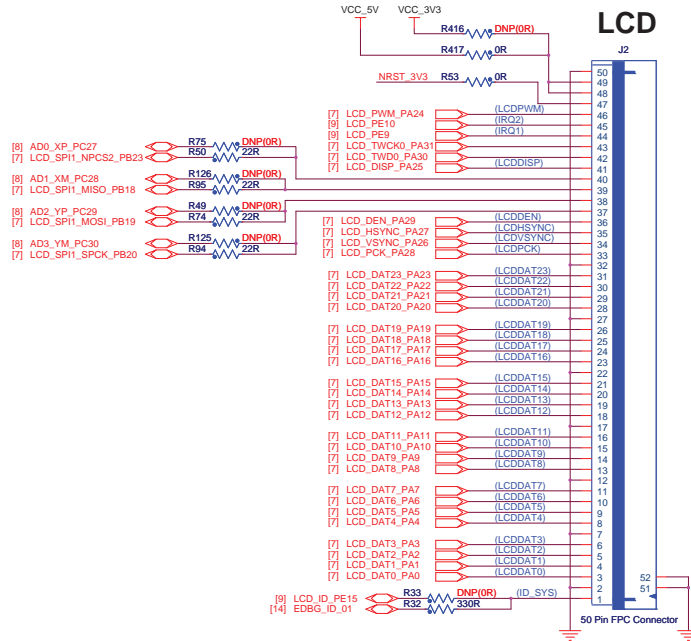 VCC_5V VCC_3V3
LCD
R416 DNP(0R)
R417 0R
J2
NRST_3V3 R53 0R
50
49
48
47
[7] LCD_PWM_PA24 (LCDPWM) 46
[9] LCD_PE10 (IRQ2) 45
[9] LCD_PE9 (IRQ1) 44
[7] LCD_TWCK0_PA31 43
[7] LCD_TWD0_PA30 42
[7] LCD_DISP_PA25 (LCDDISP) 41
[8] AD0_XP_PC27 R75 DNP(0R)
[7] LCD_SPI1_NPCS2_PB23 R50 22R
40
[8] AD1_XM_PC28 R126 DNP(0R)
[7] LCD_SPI1_MISO_PB18 R95 22R
39
[8] AD2_YP_PC29 R49 DNP(0R)
[7] LCD_SPI1_MOSI_PB19 R74 22R
38
[8] AD3_YM_PC30 R125 DNP(0R)
[7] LCD_SPI1_SPCK_PB20 R94 22R
37
[7] LCD_DEN_PA29 (LCDDEN) 36
[7] LCD_HSYNC_PA27 (LCDHSYNC) 35
[7] LCD_VSYNC_PA26 (LCDVSYNC) 34
[7] LCD_PCK_PA28 (LCDPCK) 33
32
[7] LCD_DAT23_PA23 (LCDDAT23) 31
[7] LCD_DAT22_PA22 (LCDDAT22) 30
[7] LCD_DAT21_PA21 (LCDDAT21) 29
[7] LCD_DAT20_PA20 (LCDDAT20) 28
27
[7] LCD_DAT19_PA19 (LCDDAT19) 26
[7] LCD_DAT18_PA18 (LCDDAT18) 25
[7] LCD_DAT17_PA17 (LCDDAT17) 24
[7] LCD_DAT16_PA16 (LCDDAT16) 23
22
[7] LCD_DAT15_PA15 (LCDDAT15) 21
[7] LCD_DAT14_PA14 (LCDDAT14) 20
[7] LCD_DAT13_PA13 (LCDDAT13) 19
[7] LCD_DAT12_PA12 (LCDDAT12) 18
17
[7] LCD_DAT11_PA11 (LCDDAT11) 16
[7] LCD_DAT10_PA10 (LCDDAT10) 15
[7] LCD_DAT9_PA9 (LCDDAT9) 14
[7] LCD_DAT8_PA8 (LCDDAT8) 13
12
[7] LCD_DAT7_PA7 (LCDDAT7) 11
[7] LCD_DAT6_PA6 (LCDDAT6) 10
[7] LCD_DAT5_PA5 (LCDDAT5) 9
[7] LCD_DAT4_PA4 (LCDDAT4) 8
7
[7] LCD_DAT3_PA3 (LCDDAT3) 6
[7] LCD_DAT2_PA2 (LCDDAT2) 5
[7] LCD_DAT1_PA1 (LCDDAT1) 4
[7] LCD_DAT0_PA0 (LCDDAT0) 3 52
2 51
[9] LCD_ID_PE15 R33 DNP(0R) (ID_SYS) 1
[14] EDBG_ID_01 R32 330R
50 Pin FPC Connector